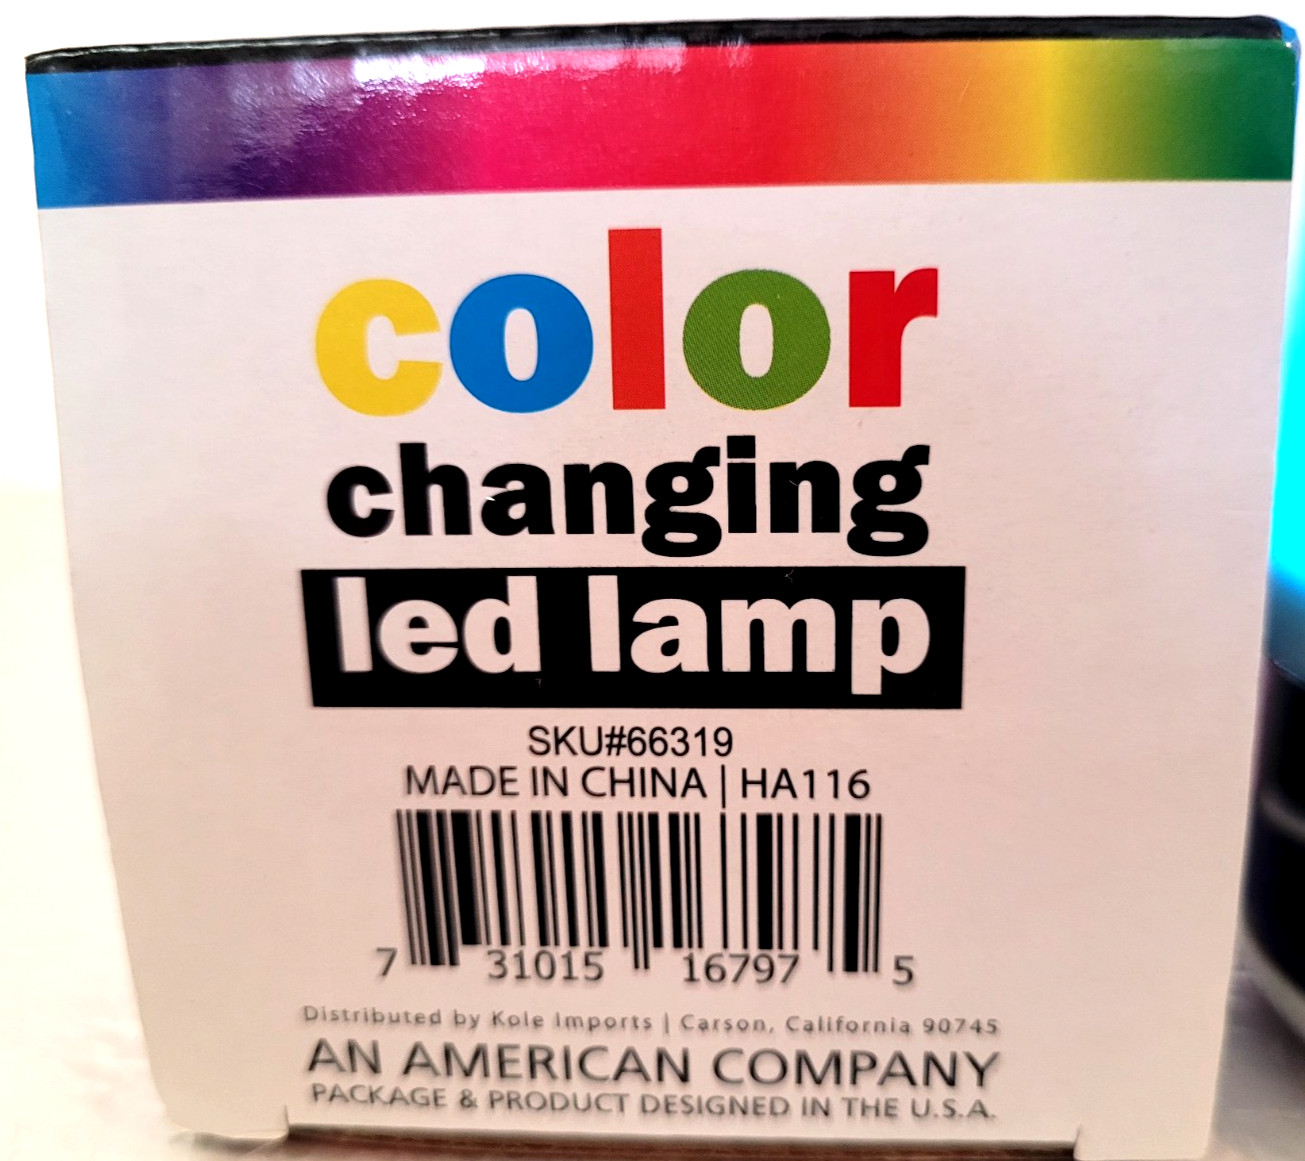 color
changing
led lamp
SKU#66319
MADE IN CHINA | HA116
7 31015 16797 5
Distributed by Kole Imports | Carson, California 90745
AN AMERICAN COMPANY
PACKAGE & PRODUCT DESIGNED IN THE U.S.A.